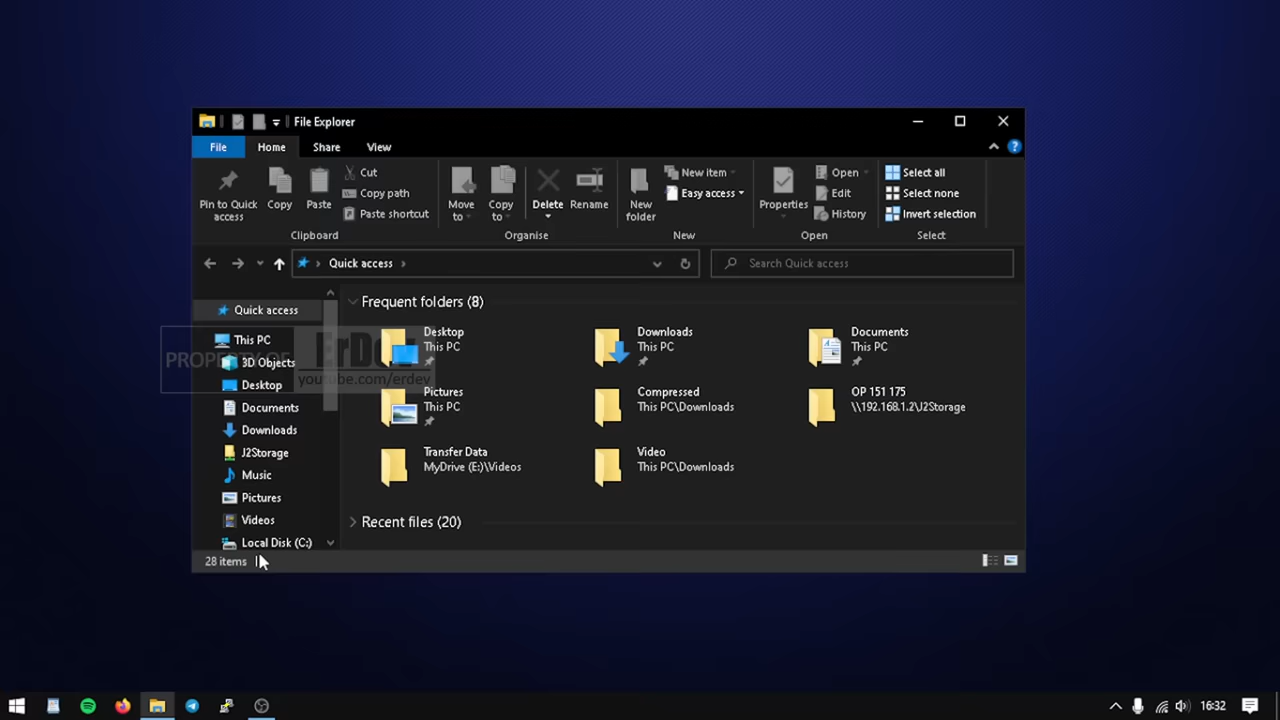 File Explorer
File Home Share View
Pin to Quick access
Copy
Paste
Cut
Copy path
Paste shortcut
Clipboard
Move to
Copy to
Delete
Rename
Organise
New folder
New item
Easy access
New
Properties
Open
Edit
History
Open
Select all
Select none
Invert selection
Select
Quick access
Search Quick access
Quick access
This PC
3D Objects
Desktop
Documents
Downloads
J2Storage
Music
Pictures
Videos
Local Disk (C:)
PROPERTY OF
ErDev
youtube.com/erdev
Frequent folders (8)
Desktop
This PC
Downloads
This PC
Documents
This PC
Pictures
This PC
Compressed
This PC\Downloads
OP 151 175
\\192.168.1.2\J2Storage
Transfer Data
MyDrive (E:)\Videos
Video
This PC\Downloads
Recent files (20)
28 items
16:32